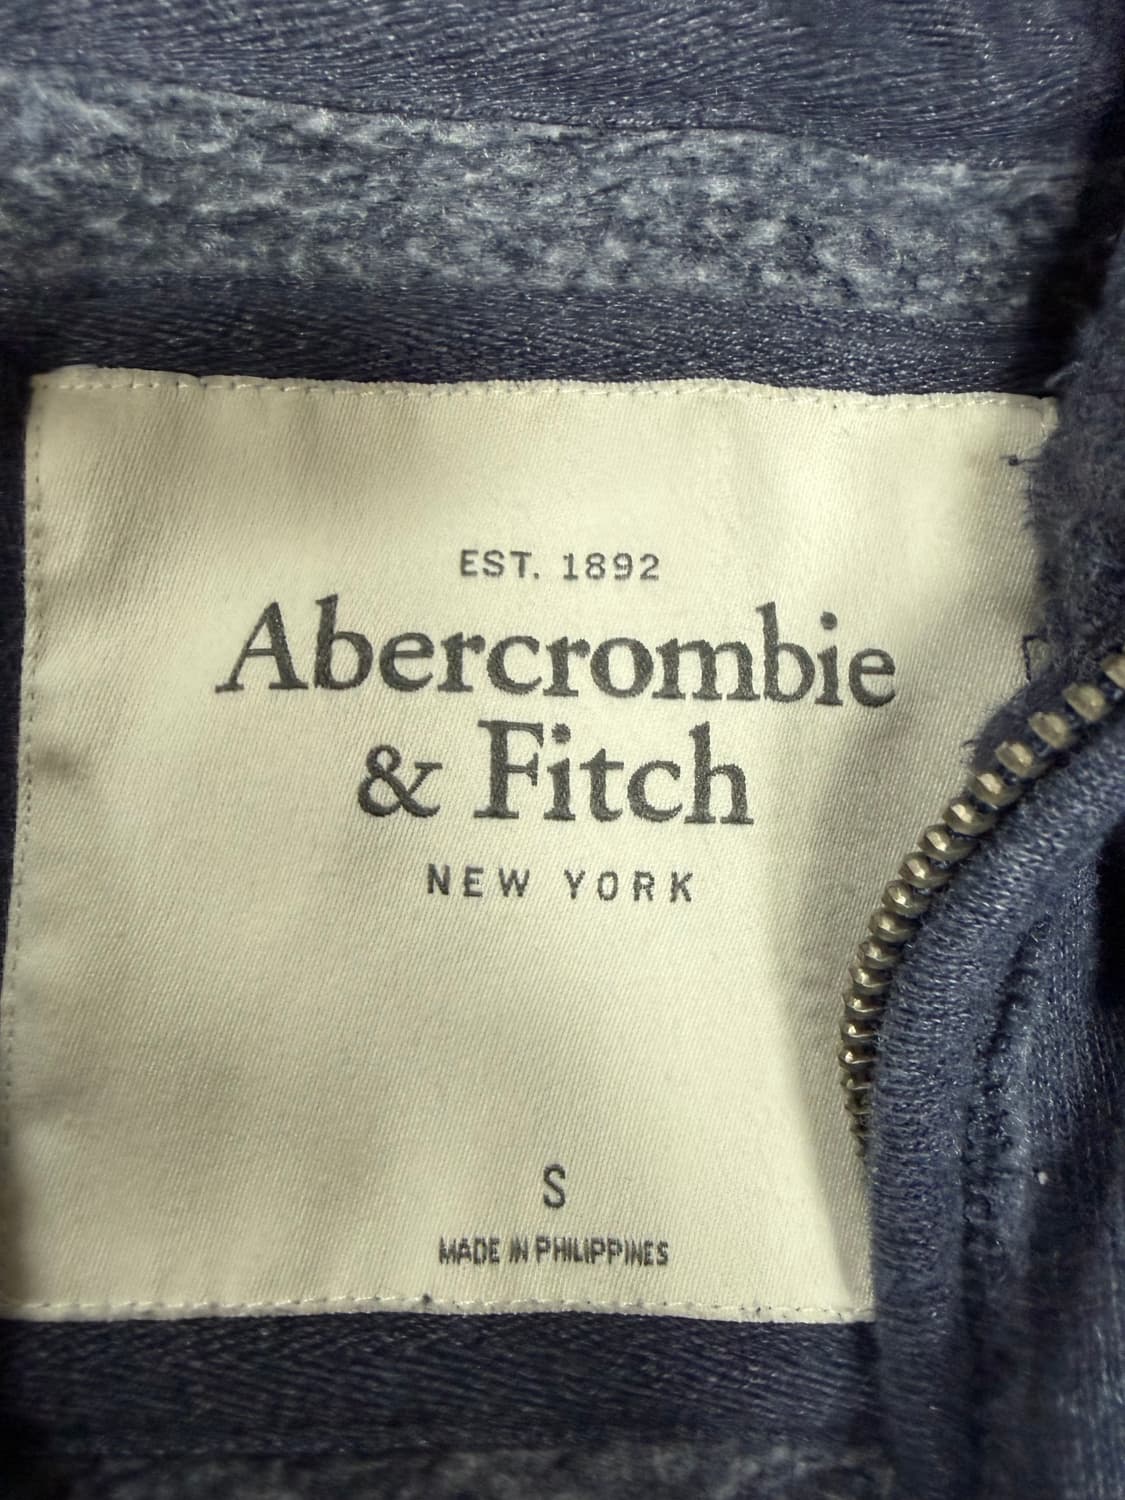 EST. 1892
Abercrombie
& Fitch
NEW YORK
S
MADE IN PHILIPPINES